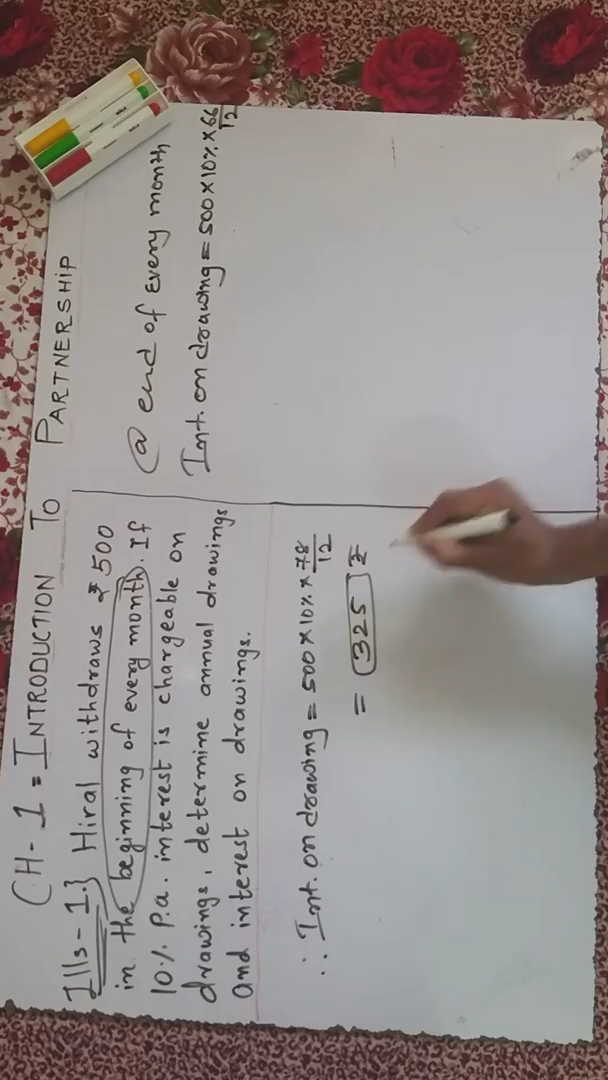 CH-1 = INTRODUCTION TO PARTNERSHIP
Ills-1.} Hiral withdraws ₹ 500
in the beginning of every month. If
10% P.a. interest is chargeable on
drawings, determine annual drawings
and interest on drawings.
∴ Int. on drawing = 500 × 10% × 78/12
= 325 ₹
@ end of every month
Int. on drawing = 500 × 10% × 66/12